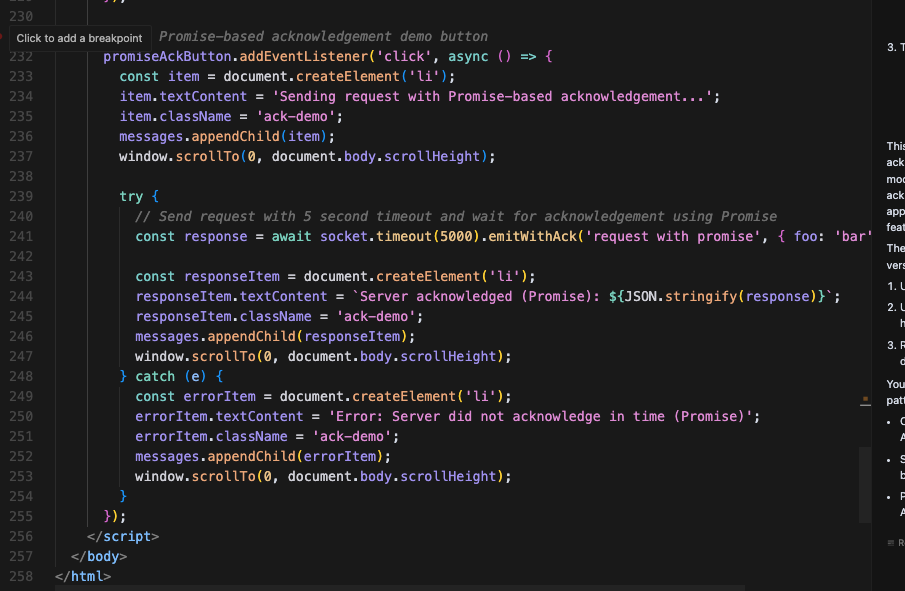 230
Click to add a breakpoint Promise-based acknowledgement demo button
232 promiseAckButton.addEventListener('click', async () => {
233 const item = document.createElement('li');
234 item.textContent = 'Sending request with Promise-based acknowledgement...';
235 item.className = 'ack-demo';
236 messages.appendChild(item);
237 window.scrollTo(0, document.body.scrollHeight);
238
239 try {
240 // Send request with 5 second timeout and wait for acknowledgement using Promise
241 const response = await socket.timeout(5000).emitWithAck('request with promise', { foo: 'bar'
242
243 const responseItem = document.createElement('li');
244 responseItem.textContent = `Server acknowledged (Promise): ${JSON.stringify(response)}`;
245 responseItem.className = 'ack-demo';
246 messages.appendChild(responseItem);
247 window.scrollTo(0, document.body.scrollHeight);
248 } catch (e) {
249 const errorItem = document.createElement('li');
250 errorItem.textContent = 'Error: Server did not acknowledge in time (Promise)';
251 errorItem.className = 'ack-demo';
252 messages.appendChild(errorItem);
253 window.scrollTo(0, document.body.scrollHeight);
254 }
255 });
256 </script>
257 </body>
258 </html>
3.
This
ack
app
The
1.
2.
3.
You